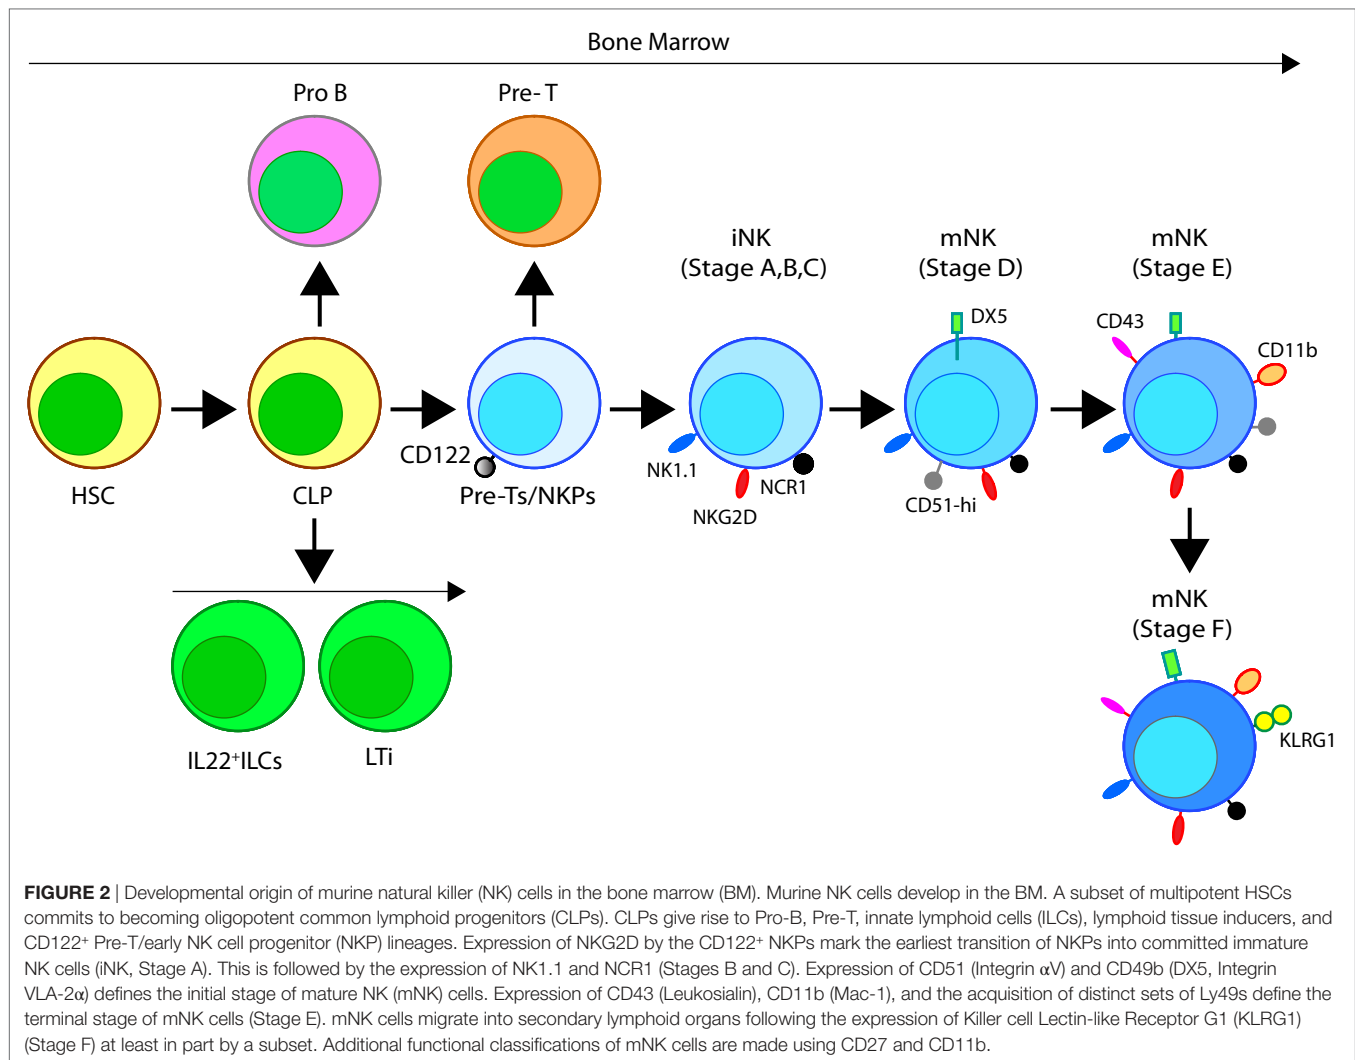 Bone Marrow
Pro B
Pre- T
iNK
(Stage A,B,C)
mNK
(Stage D)
mNK
(Stage E)
DX5
CD43
CD11b
CD122
NK1.1
NCR1
NKG2D
CD51-hi
HSC
CLP
Pre-Ts/NKPs
mNK
(Stage F)
KLRG1
IL22⁺ILCs
LTi
FIGURE 2 | Developmental origin of murine natural killer (NK) cells in the bone marrow (BM). Murine NK cells develop in the BM. A subset of multipotent HSCs
commits to becoming oligopotent common lymphoid progenitors (CLPs). CLPs give rise to Pro-B, Pre-T, innate lymphoid cells (ILCs), lymphoid tissue inducers, and
CD122⁺ Pre-T/early NK cell progenitor (NKP) lineages. Expression of NKG2D by the CD122⁺ NKPs mark the earliest transition of NKPs into committed immature
NK cells (iNK, Stage A). This is followed by the expression of NK1.1 and NCR1 (Stages B and C). Expression of CD51 (Integrin αV) and CD49b (DX5, Integrin
VLA-2α) defines the initial stage of mature NK (mNK) cells. Expression of CD43 (Leukosialin), CD11b (Mac-1), and the acquisition of distinct sets of Ly49s define the
terminal stage of mNK cells (Stage E). mNK cells migrate into secondary lymphoid organs following the expression of Killer cell Lectin-like Receptor G1 (KLRG1)
(Stage F) at least in part by a subset. Additional functional classifications of mNK cells are made using CD27 and CD11b.